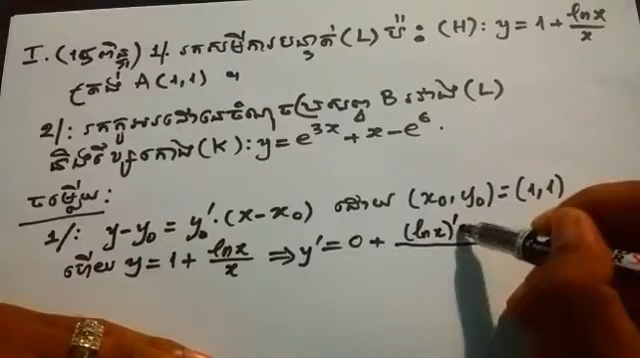 I. (១៥ពិន្ទុ) 1/. រកសមីការបន្ទាត់ (L) ប៉ះ (H): y = 1 + lnx/x
ត្រង់ A(1,1) ។
2/: រកកូអរដោនេចំណុចប្រសព្វ B រវាង (L)
និងខ្សែកោង (K): y = e^3x + x - e^6.
ចម្លើយ:
1/: y - y₀ = y₀'·(x - x₀) ដោយ (x₀, y₀) = (1,1)
ហើយ y = 1 + lnx/x ⇒ y' = 0 + (lnx)'